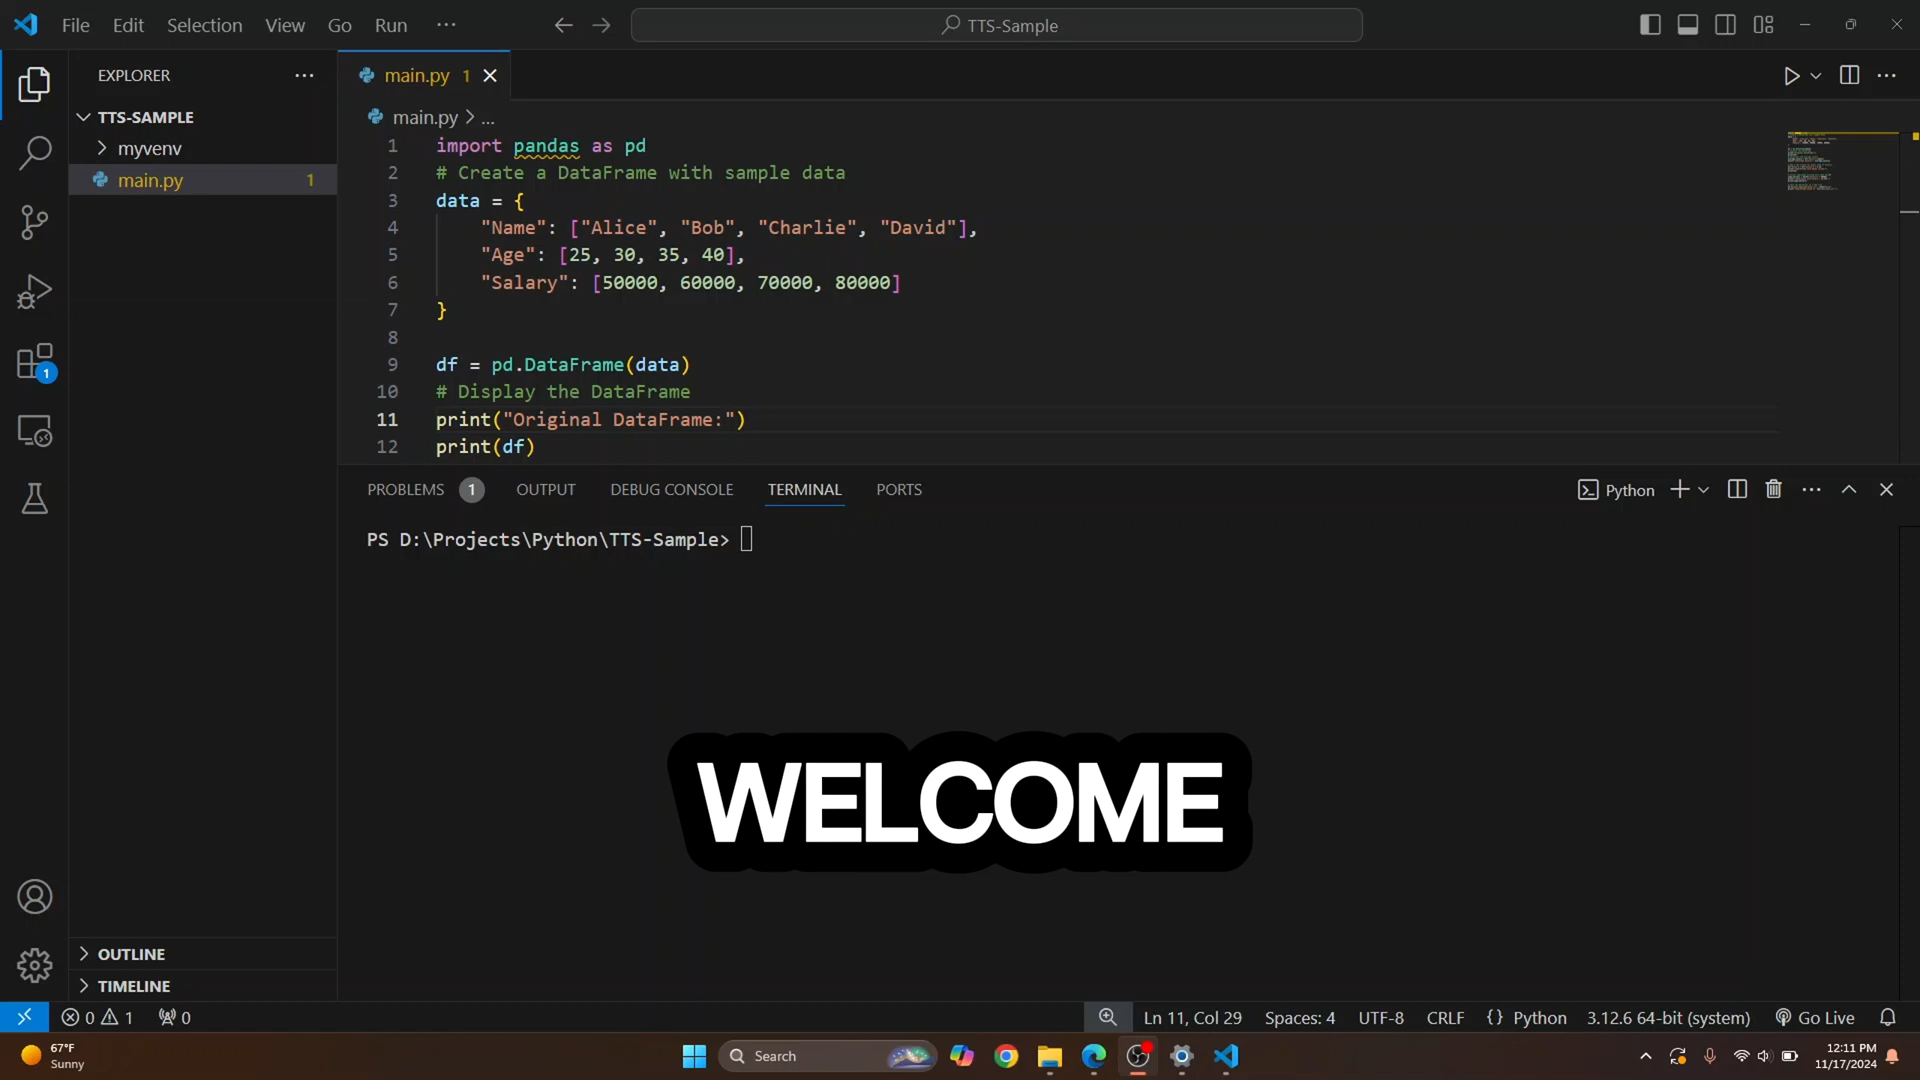 File Edit Selection View Go Run ···
TTS-Sample
EXPLORER ···
main.py 1
TTS-SAMPLE
myvenv
main.py 1
main.py > ...
1 import pandas as pd
2 # Create a DataFrame with sample data
3 data = {
4 "Name": ["Alice", "Bob", "Charlie", "David"],
5 "Age": [25, 30, 35, 40],
6 "Salary": [50000, 60000, 70000, 80000]
7 }
8
9 df = pd.DataFrame(data)
10 # Display the DataFrame
11 print("Original DataFrame:")
12 print(df)
1
PROBLEMS 1 OUTPUT DEBUG CONSOLE TERMINAL PORTS
Python
PS D:\Projects\Python\TTS-Sample>
WELCOME
OUTLINE
TIMELINE
0 1 0
Ln 11, Col 29 Spaces: 4 UTF-8 CRLF {} Python 3.12.6 64-bit (system) Go Live
67°F
Sunny
Search
12:11 PM
11/17/2024